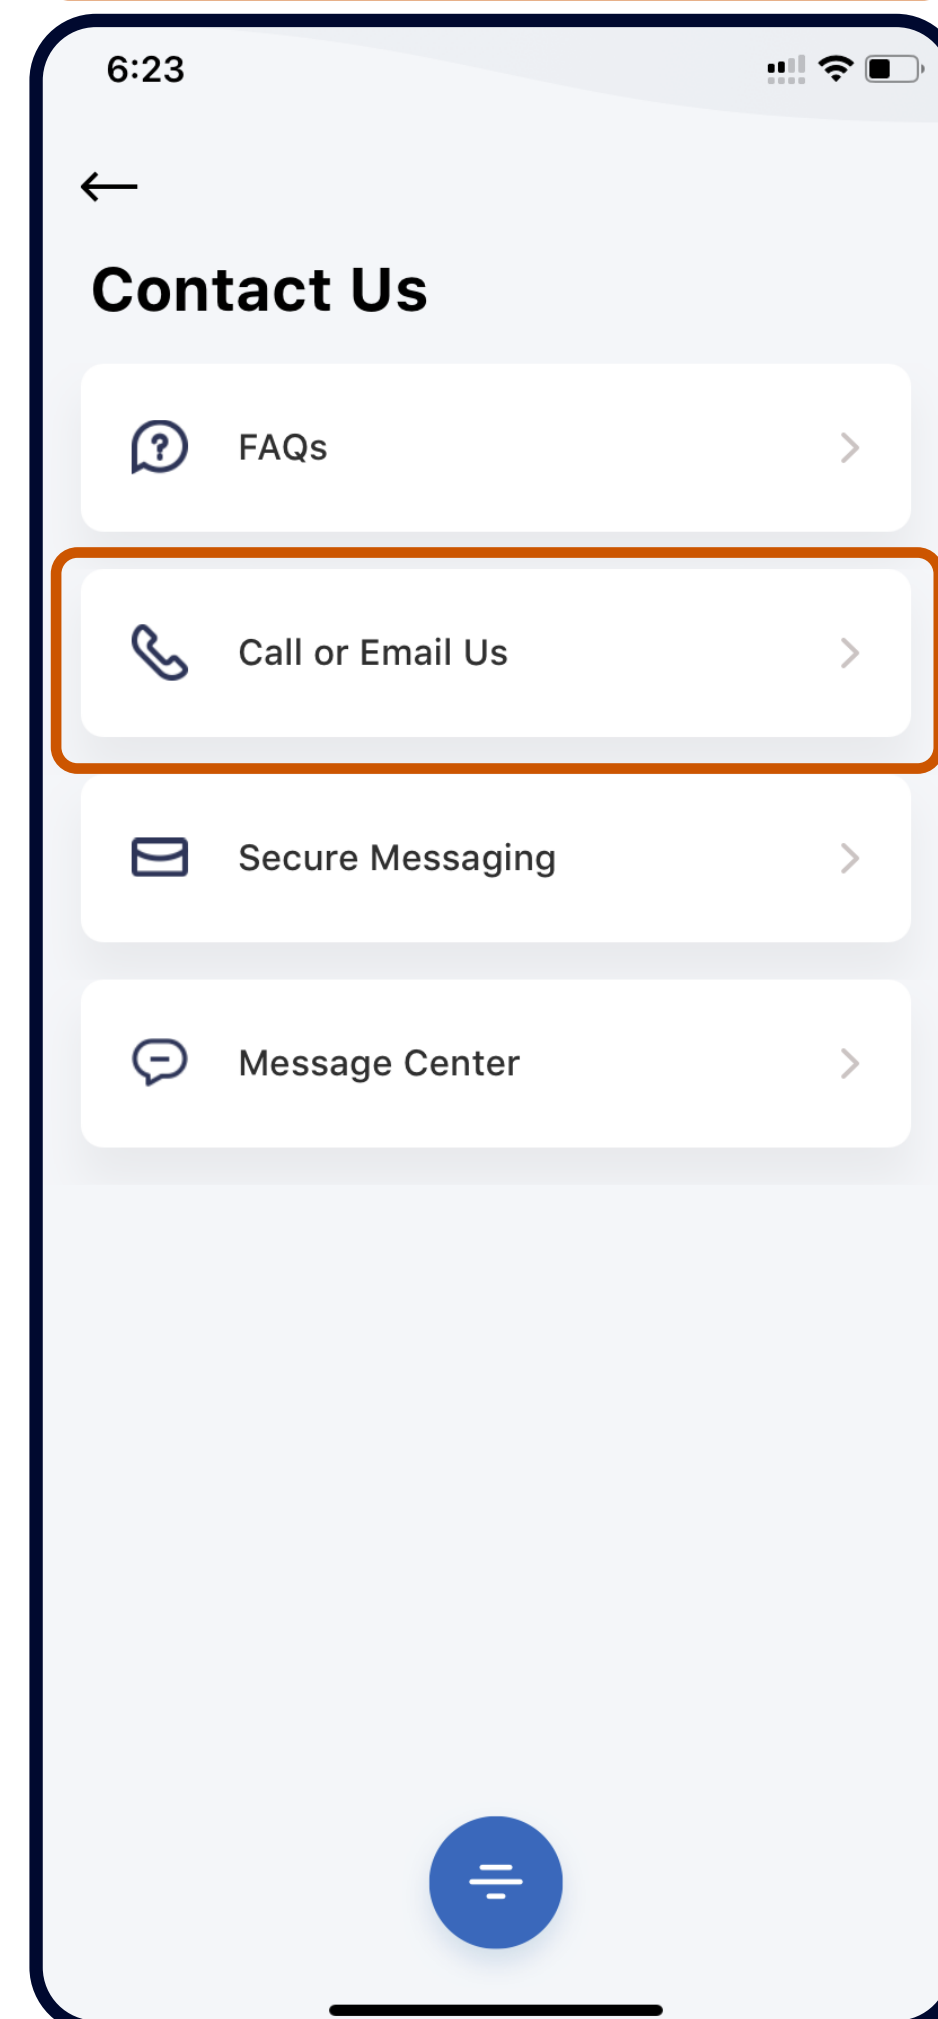 6:23
Contact Us
FAQs
Call or Email Us
Secure Messaging
Message Center